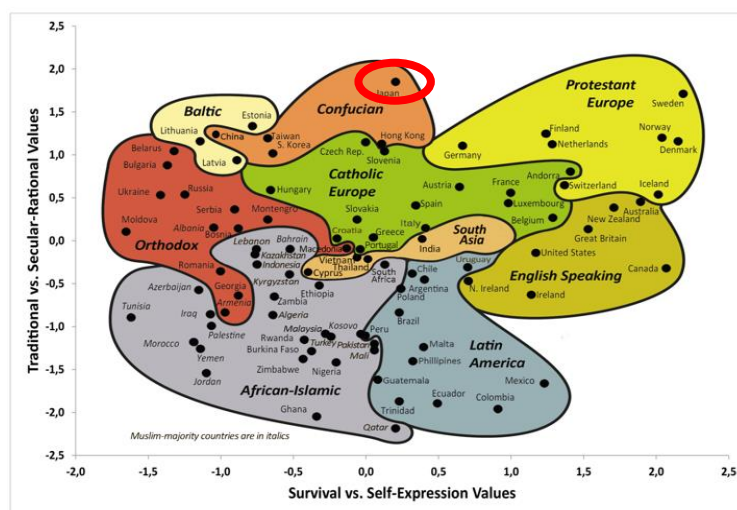 2,5
2,0
1,5
1,0
0,5
0,0
-0,5
-1,0
-1,5
-2,0
-2,5
Traditional vs. Secular-Rational Values
Japan
Protestant
Europe
Sweden
Baltic
Confucian
Estonia
Lithuania
China
Taiwan
S. Korea
Hong Kong
Finland
Norway
Belarus
Czech Rep.
Slovenia
Netherlands
Denmark
Bulgaria
Latvia
Germany
Catholic
Europe
Andorra
Ukraine
Russia
Hungary
Austria
France
Switzerland
Iceland
Serbia
Slovakia
Spain
Luxembourg
New Zealand
Australia
Moldova
Montengro
Albania
Bosnia
Croatia
Greece
Italy
Belgium
Great Britain
Orthodox
Lebanon
Bahrain
Macedonia
Portugal
India
South
Asia
United States
Kazakhstan
Indonesia
Vietnam
Thailand
Romania
Kyrgyzstan
Cyprus
South
Africa
Chile
Uruguay
English Speaking
Canada
Azerbaijan
Georgia
Ethiopia
Argentina
Poland
N. Ireland
Ireland
Armenia
Zambia
Tunisia
Iraq
Algeria
Brazil
Palestine
Malaysia
Kosovo
Peru
Morocco
Rwanda
Turkey
Pakistan
Malta
Latin
America
Yemen
Burkina Faso
Mali
Phillipines
Jordan
Zimbabwe
Nigeria
Guatemala
Mexico
African-Islamic
Ecuador
Trinidad
Colombia
Ghana
Qatar
Muslim-majority countries are in italics
-2,0 -1,5 -1,0 -0,5 0,0 0,5 1,0 1,5 2,0 2,5
Survival vs. Self-Expression Values